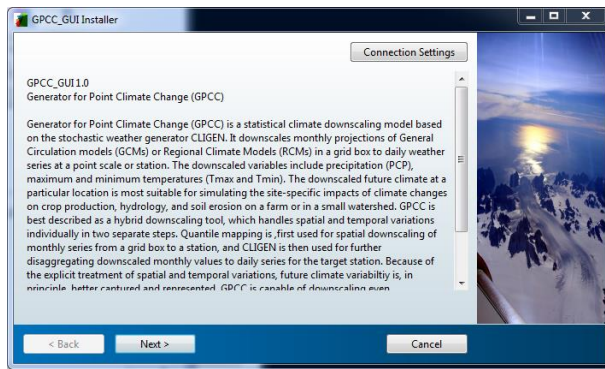 GPCC_GUI Installer
Connection Settings
GPCC_GUI 1.0
Generator for Point Climate Change (GPCC)
Generator for Point Climate Change (GPCC) is a statistical climate downscaling model based
on the stochastic weather generator CLIGEN. It downscales monthly projections of General
Circulation models (GCMs) or Regional Climate Models (RCMs) in a grid box to daily weather
series at a point scale or station. The downscaled variables include precipitation (PCP),
maximum and minimum temperatures (Tmax and Tmin). The downscaled future climate at a
particular location is most suitable for simulating the site-specific impacts of climate changes
on crop production, hydrology, and soil erosion on a farm or in a small watershed. GPCC is
best described as a hybrid downscaling tool, which handles spatial and temporal variations
individually in two separate steps. Quantile mapping is ,first used for spatial downscaling of
monthly series from a grid box to a station, and CLIGEN is then used for further
disaggregating downscaled monthly values to daily series for the target station. Because of
the explicit treatment of spatial and temporal variations, future climate variabiltiy is, in
principle, better captured and represented. GPCC is capable of downscaling even
< Back
Next >
Cancel